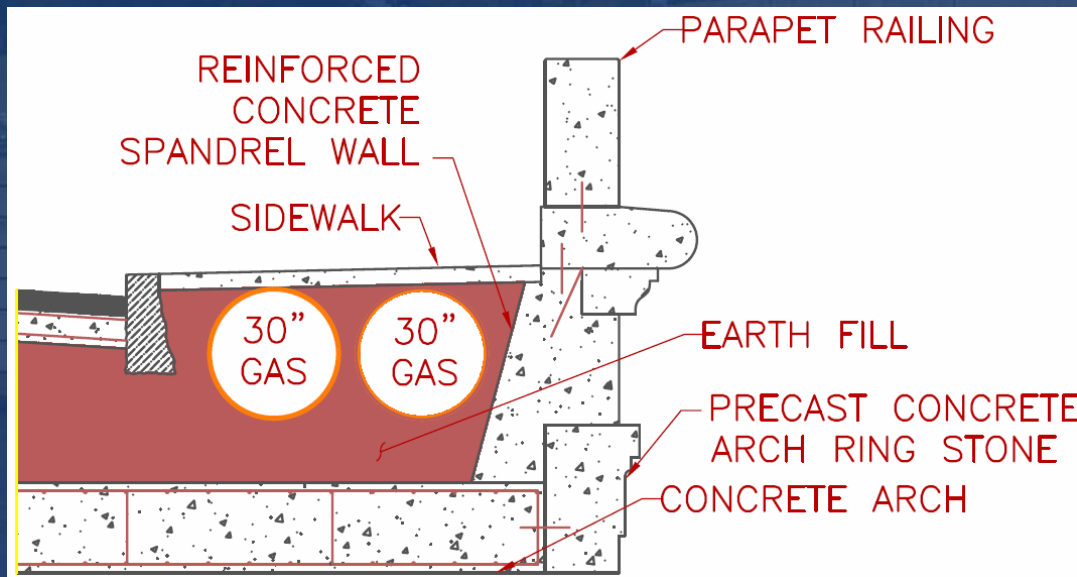 PARAPET RAILING
REINFORCED
CONCRETE
SPANDREL WALL
SIDEWALK
30”
GAS
30”
GAS
EARTH FILL
PRECAST CONCRETE
ARCH RING STONE
CONCRETE ARCH